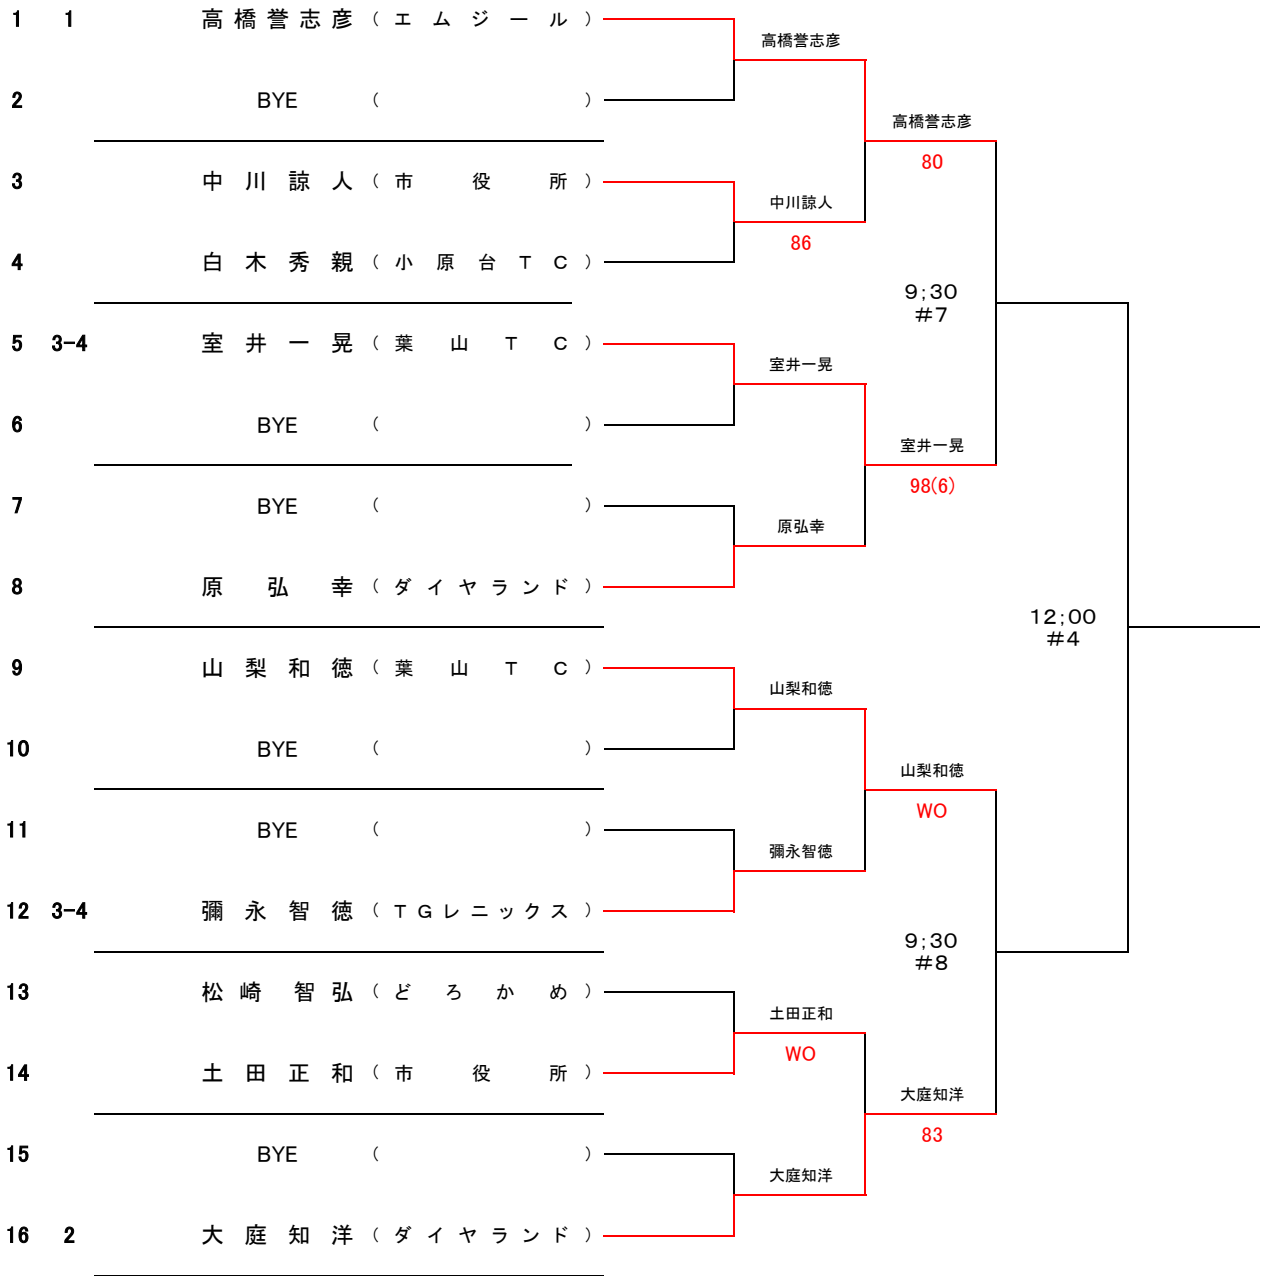 1 1 高橋誉志彦 (エムジール)
高橋誉志彦
2 BYE ( )
高橋誉志彦
80
3 中川諒人 (市役所)
中川諒人
86
4 白木秀親 (小原台TC)
9;30
#7
5 3-4 室井一晃 (葉山TC)
室井一晃
6 BYE ( )
室井一晃
98(6)
7 BYE ( )
原弘幸
8 原弘幸 (ダイヤランド)
12;00
#4
9 山梨和徳 (葉山TC)
山梨和徳
10 BYE ( )
山梨和徳
WO
11 BYE ( )
彌永智徳
12 3-4 彌永智徳 (TGレニックス)
9;30
#8
13 松崎智弘 (どろかめ)
土田正和
WO
14 土田正和 (市役所)
大庭知洋
83
15 BYE ( )
大庭知洋
16 2 大庭知洋 (ダイヤランド)